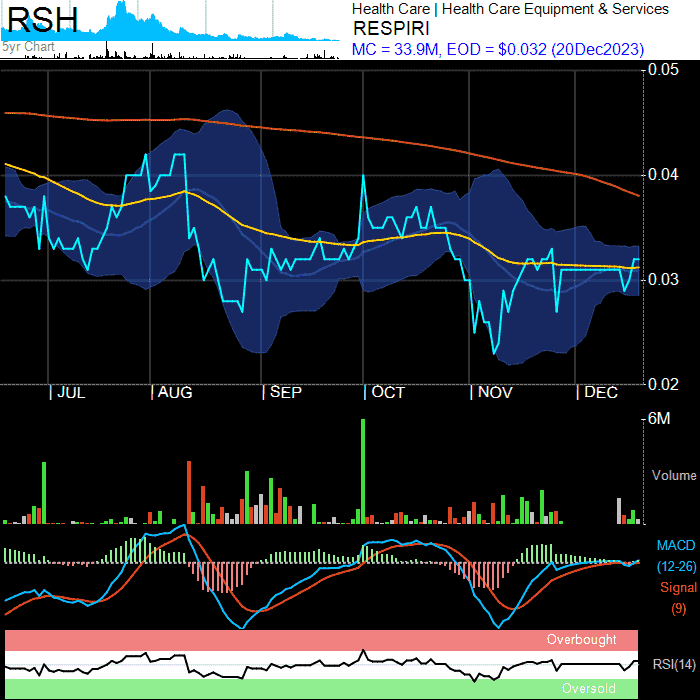 RSH
5yr Chart
Health Care | Health Care Equipment & Services
RESPIRI
MC = 33.9M, EOD = $0.032 (20Dec2023)
0.05
0.04
0.03
0.02
| JUL | AUG | SEP | OCT | NOV | DEC
6M
Volume
MACD
(12-26)
Signal
(9)
Overbought
RSI(14)
Oversold